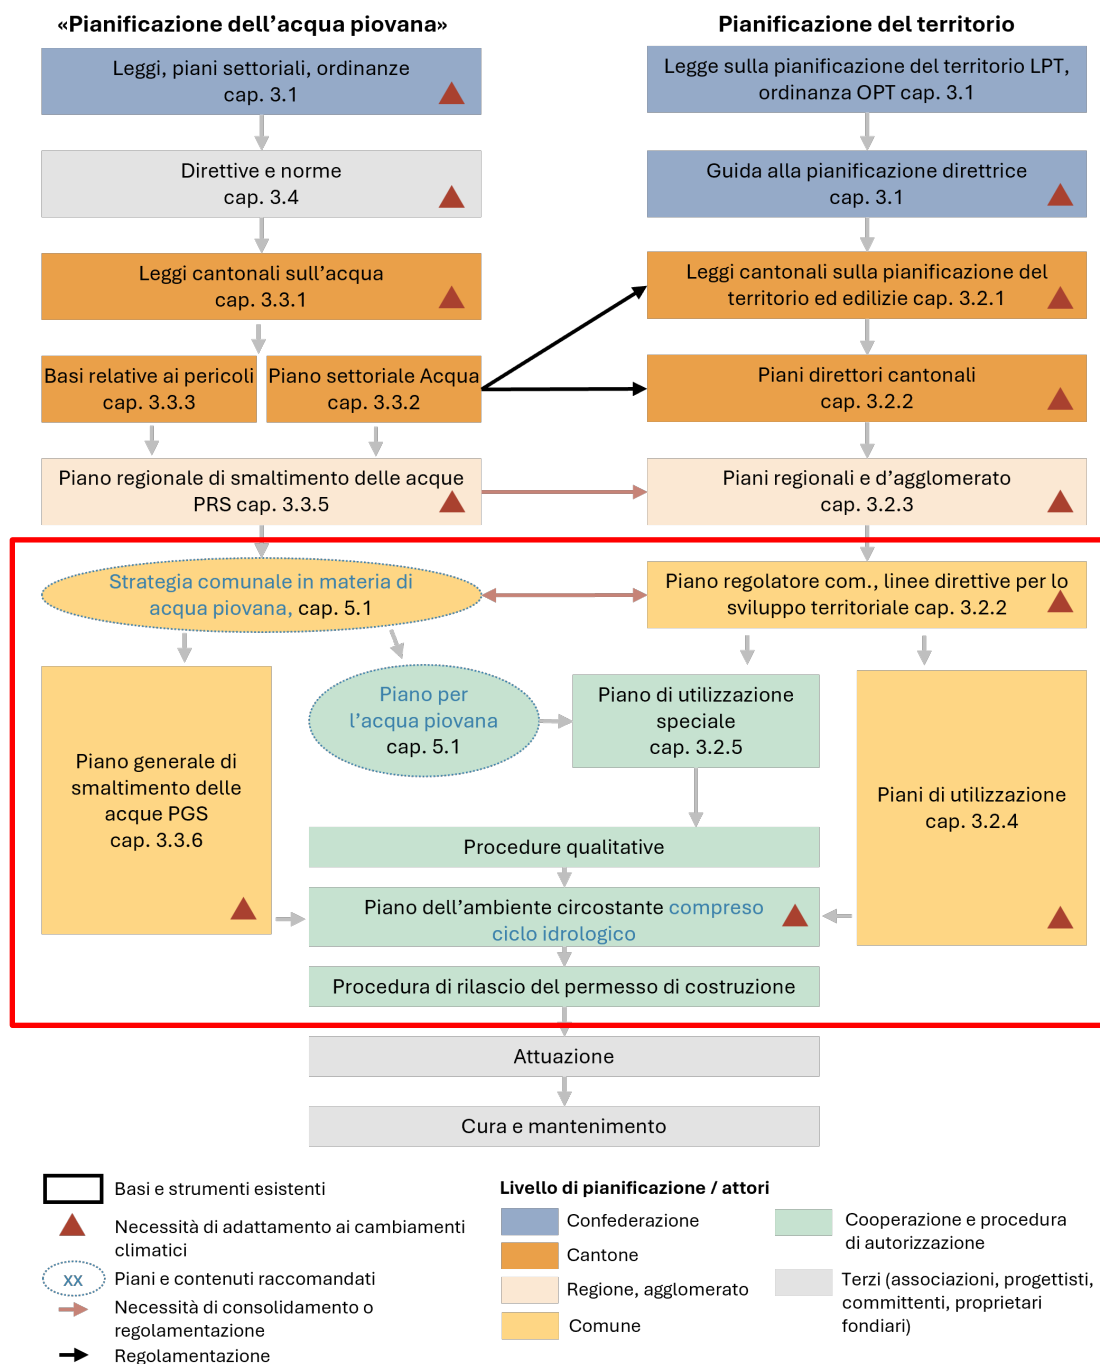 «Pianificazione dell’acqua piovana»
Pianificazione del territorio
Leggi, piani settoriali, ordinanze
cap. 3.1
Legge sulla pianificazione del territorio LPT,
ordinanza OPT cap. 3.1
Direttive e norme
cap. 3.4
Guida alla pianificazione direttrice
cap. 3.1
Leggi cantonali sull’acqua
cap. 3.3.1
Leggi cantonali sulla pianificazione del
territorio ed edilizie cap. 3.2.1
Basi relative ai pericoli
cap. 3.3.3
Piano settoriale Acqua
cap. 3.3.2
Piani direttori cantonali
cap. 3.2.2
Piano regionale di smaltimento delle acque
PRS cap. 3.3.5
Piani regionali e d’agglomerato
cap. 3.2.3
Strategia comunale in materia di
acqua piovana, cap. 5.1
Piano regolatore com., linee direttive per lo
sviluppo territoriale cap. 3.2.2
Piano per
l’acqua piovana
cap. 5.1
Piano di utilizzazione
speciale
cap. 3.2.5
Piano generale di
smaltimento delle
acque PGS
cap. 3.3.6
Piani di utilizzazione
cap. 3.2.4
Procedure qualitative
Piano dell’ambiente circostante compreso
ciclo idrologico
Procedura di rilascio del permesso di costruzione
Attuazione
Cura e mantenimento
Basi e strumenti esistenti
Necessità di adattamento ai cambiamenti
climatici
xx
Piani e contenuti raccomandati
Necessità di consolidamento o
regolamentazione
Regolamentazione
Livello di pianificazione / attori
Confederazione
Cantone
Regione, agglomerato
Comune
Cooperazione e procedura
di autorizzazione
Terzi (associazioni, progettisti,
committenti, proprietari
fondiari)